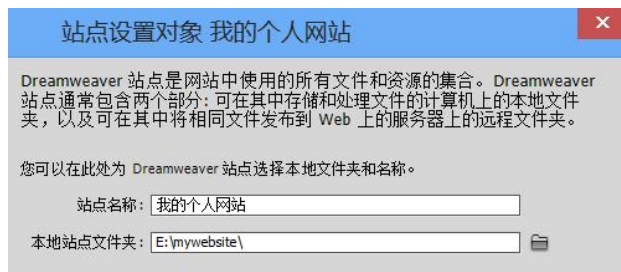 站点设置对象 我的个人网站
Dreamweaver 站点是网站中使用的所有文件和资源的集合。Dreamweaver
站点通常包含两个部分：可在其中存储和处理文件的计算机上的本地文件
夹，以及可在其中将相同文件发布到 Web 上的服务器上的远程文件夹。
您可以在此处为 Dreamweaver 站点选择本地文件夹和名称。
站点名称： 我的个人网站
本地站点文件夹： E:\mywebsite\